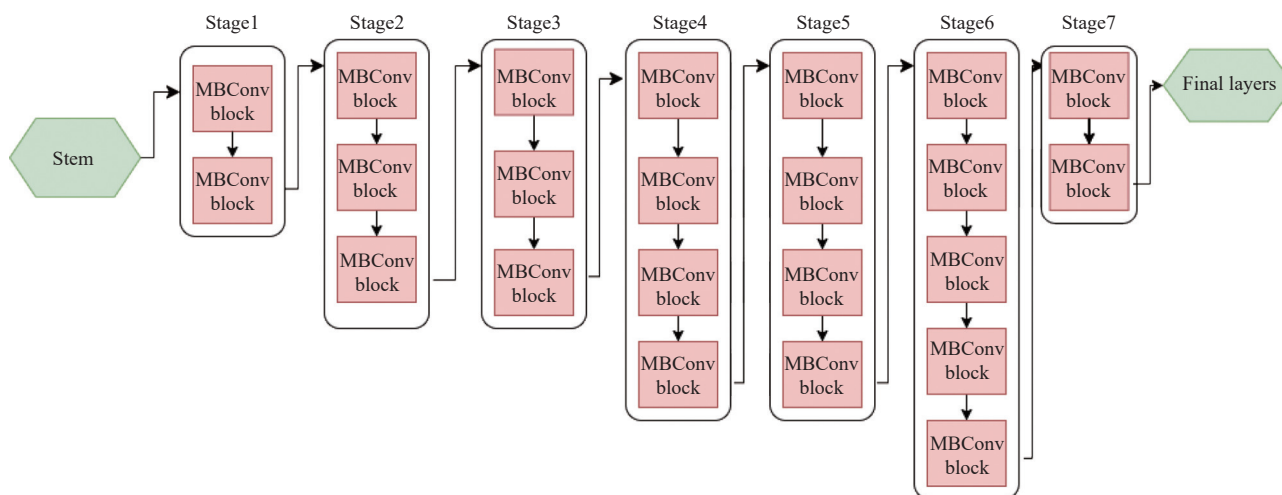 Stage1
Stage2
Stage3
Stage4
Stage5
Stage6
Stage7
Stem
MBConv
block
MBConv
block
MBConv
block
MBConv
block
MBConv
block
MBConv
block
MBConv
block
MBConv
block
MBConv
block
MBConv
block
MBConv
block
MBConv
block
MBConv
block
MBConv
block
MBConv
block
MBConv
block
MBConv
block
MBConv
block
MBConv
block
MBConv
block
MBConv
block
MBConv
block
MBConv
block
Final layers